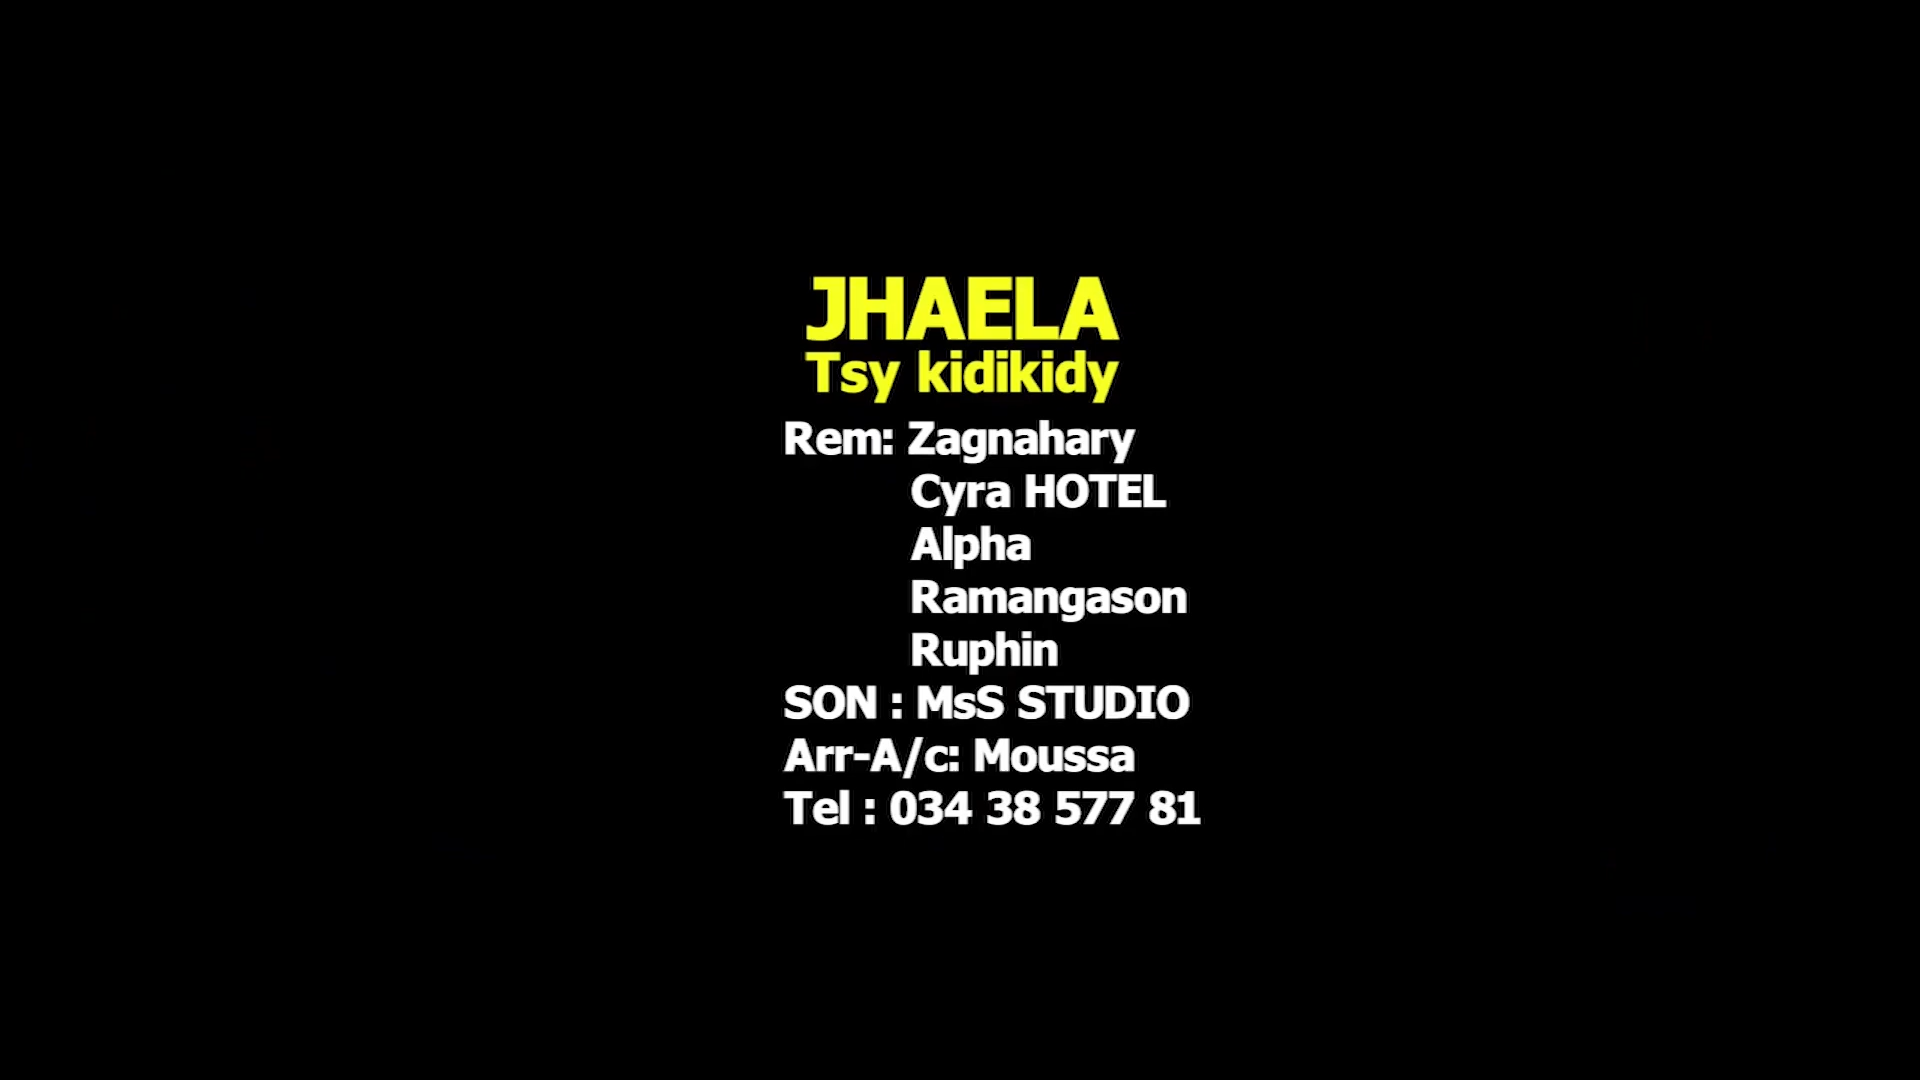 JHAELA
Tsy kidikidy
Rem: Zagnahary
Cyra HOTEL
Alpha
Ramangason
Ruphin
SON : MsS STUDIO
Arr-A/c: Moussa
Tel : 034 38 577 81